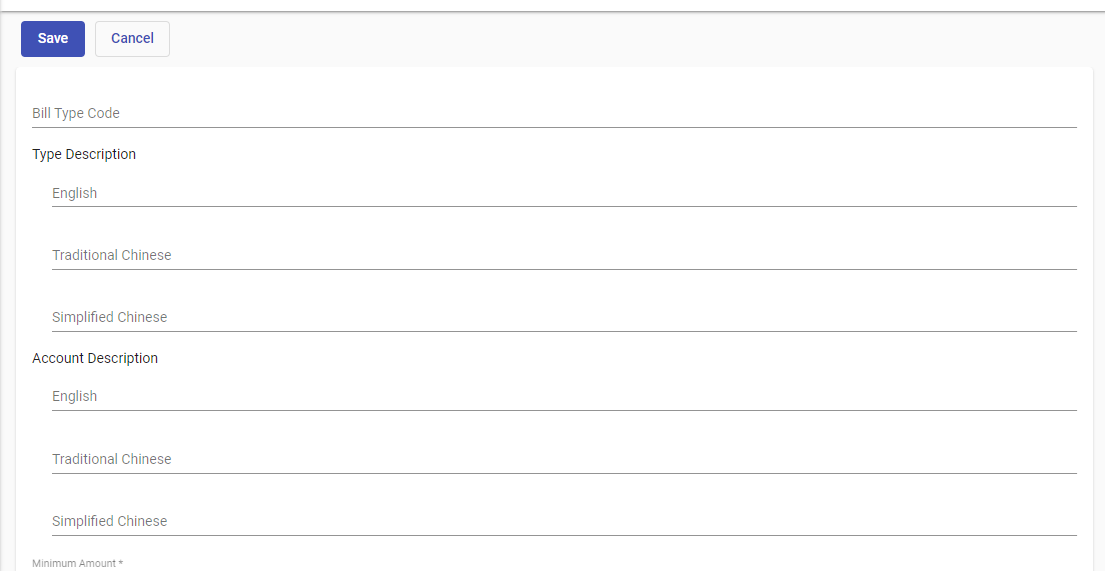 Save Cancel
Bill Type Code
Type Description
English
Traditional Chinese
Simplified Chinese
Account Description
English
Traditional Chinese
Simplified Chinese
Minimum Amount *